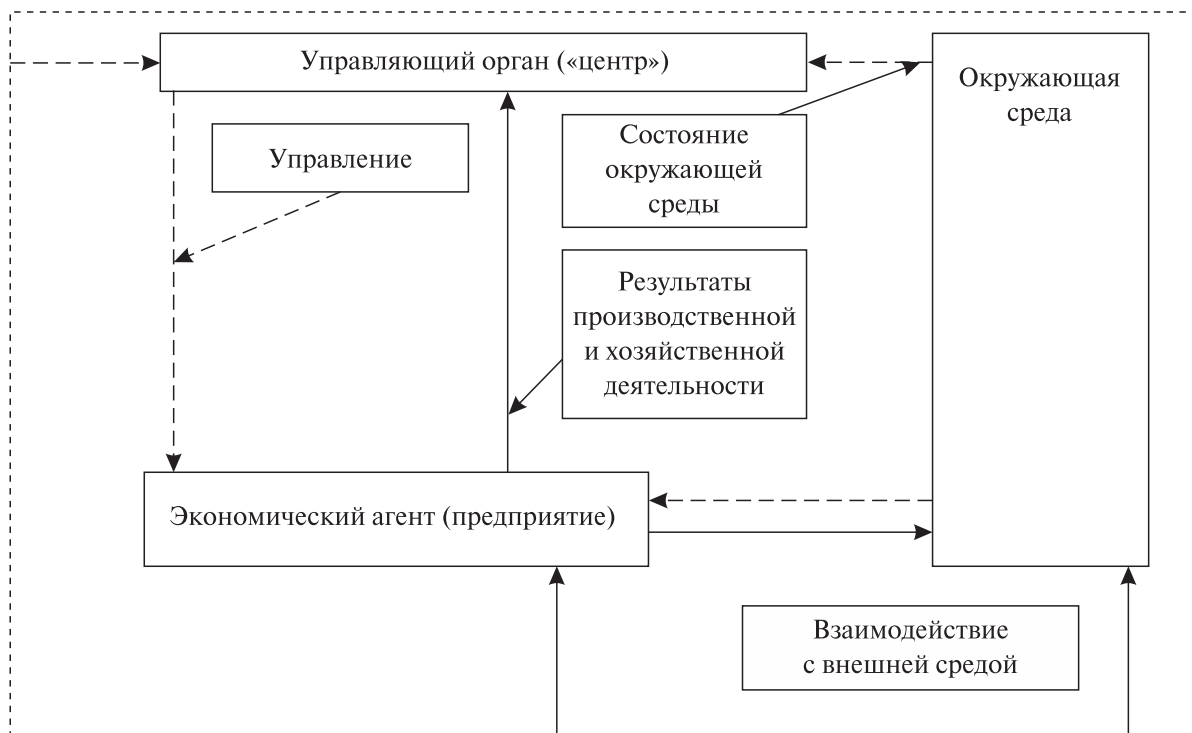 Управляющий орган («центр»)
Окружающая
среда
Управление
Состояние
окружающей
среды
Результаты
производственной
и хозяйственной
деятельности
Экономический агент (предприятие)
Взаимодействие
с внешней средой